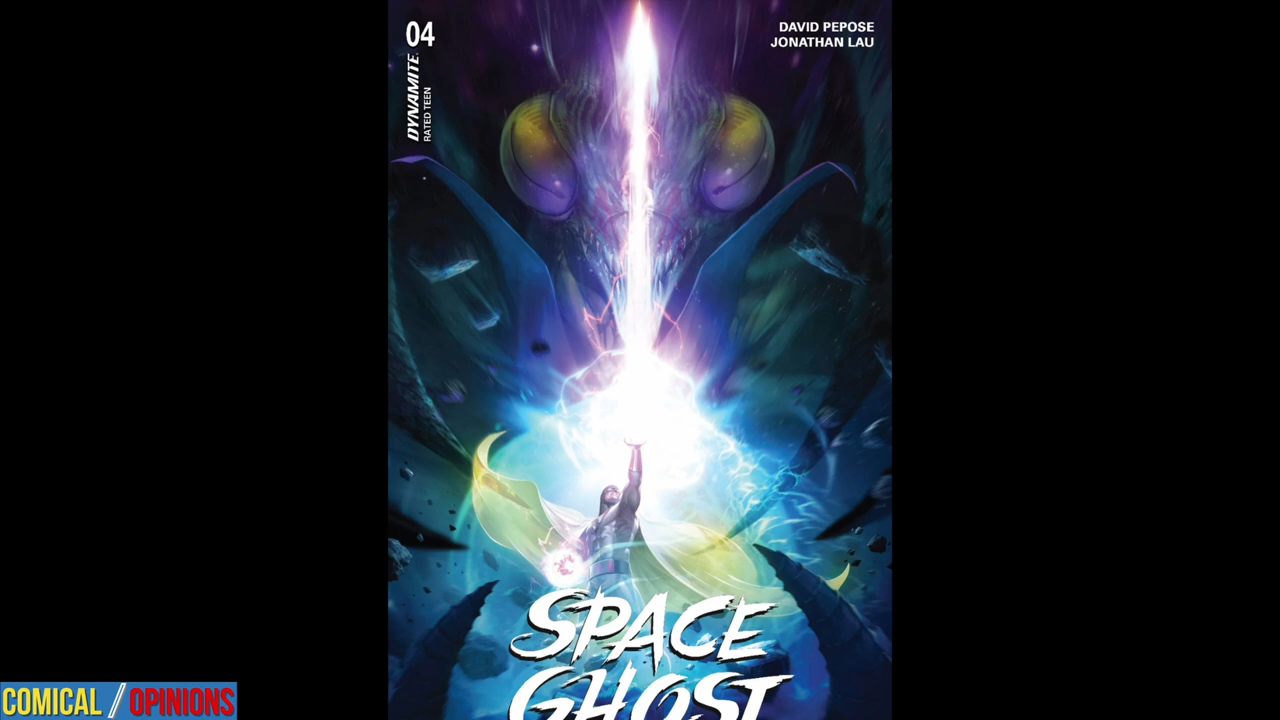 04
DYNAMITE.
RATED TEEN
DAVID PEPOSE
JONATHAN LAU
SPACE
GHOST
COMICAL / OPINIONS